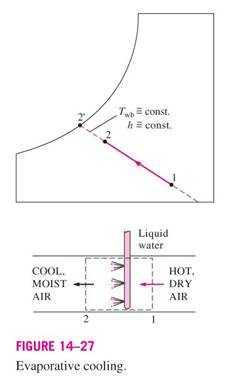 2'
T_wb ≅ const.
h ≅ const.
2
1
Liquid
water
COOL,
MOIST
AIR
HOT,
DRY
AIR
2
1
FIGURE 14–27
Evaporative cooling.